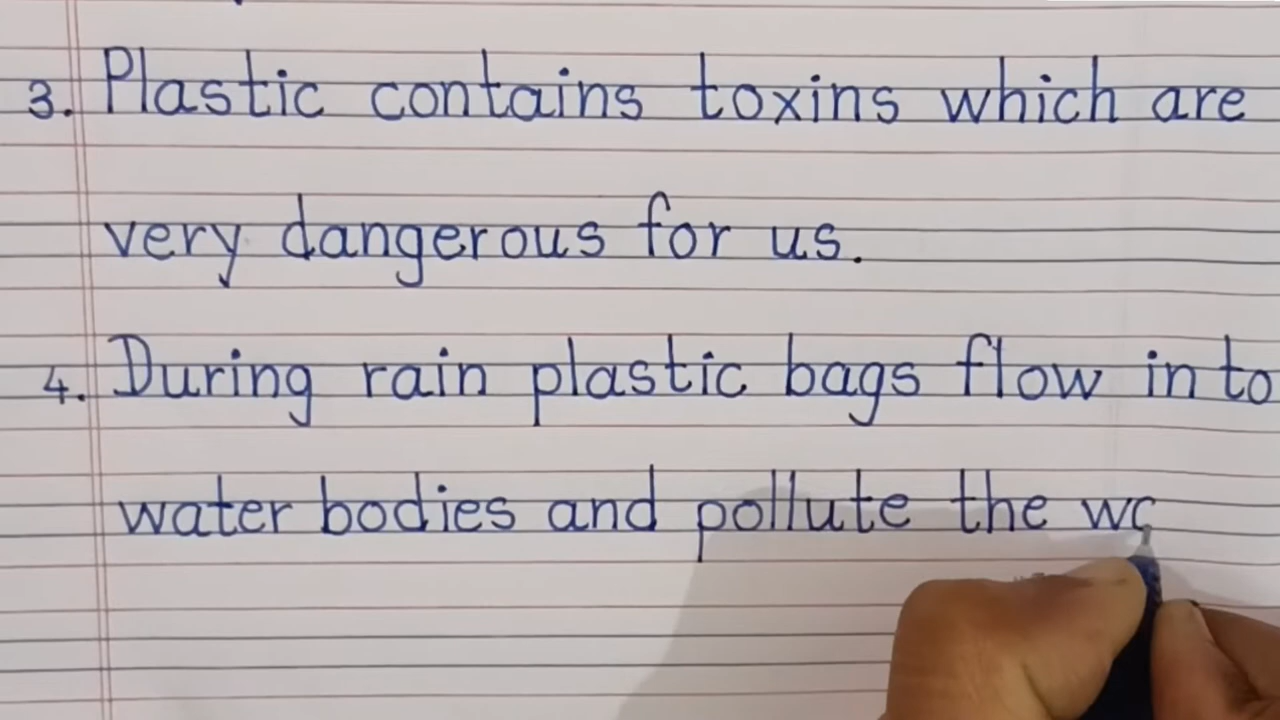 3. Plastic contains toxins which are
very dangerous for us.
4. During rain plastic bags flow in to
water bodies and pollute the